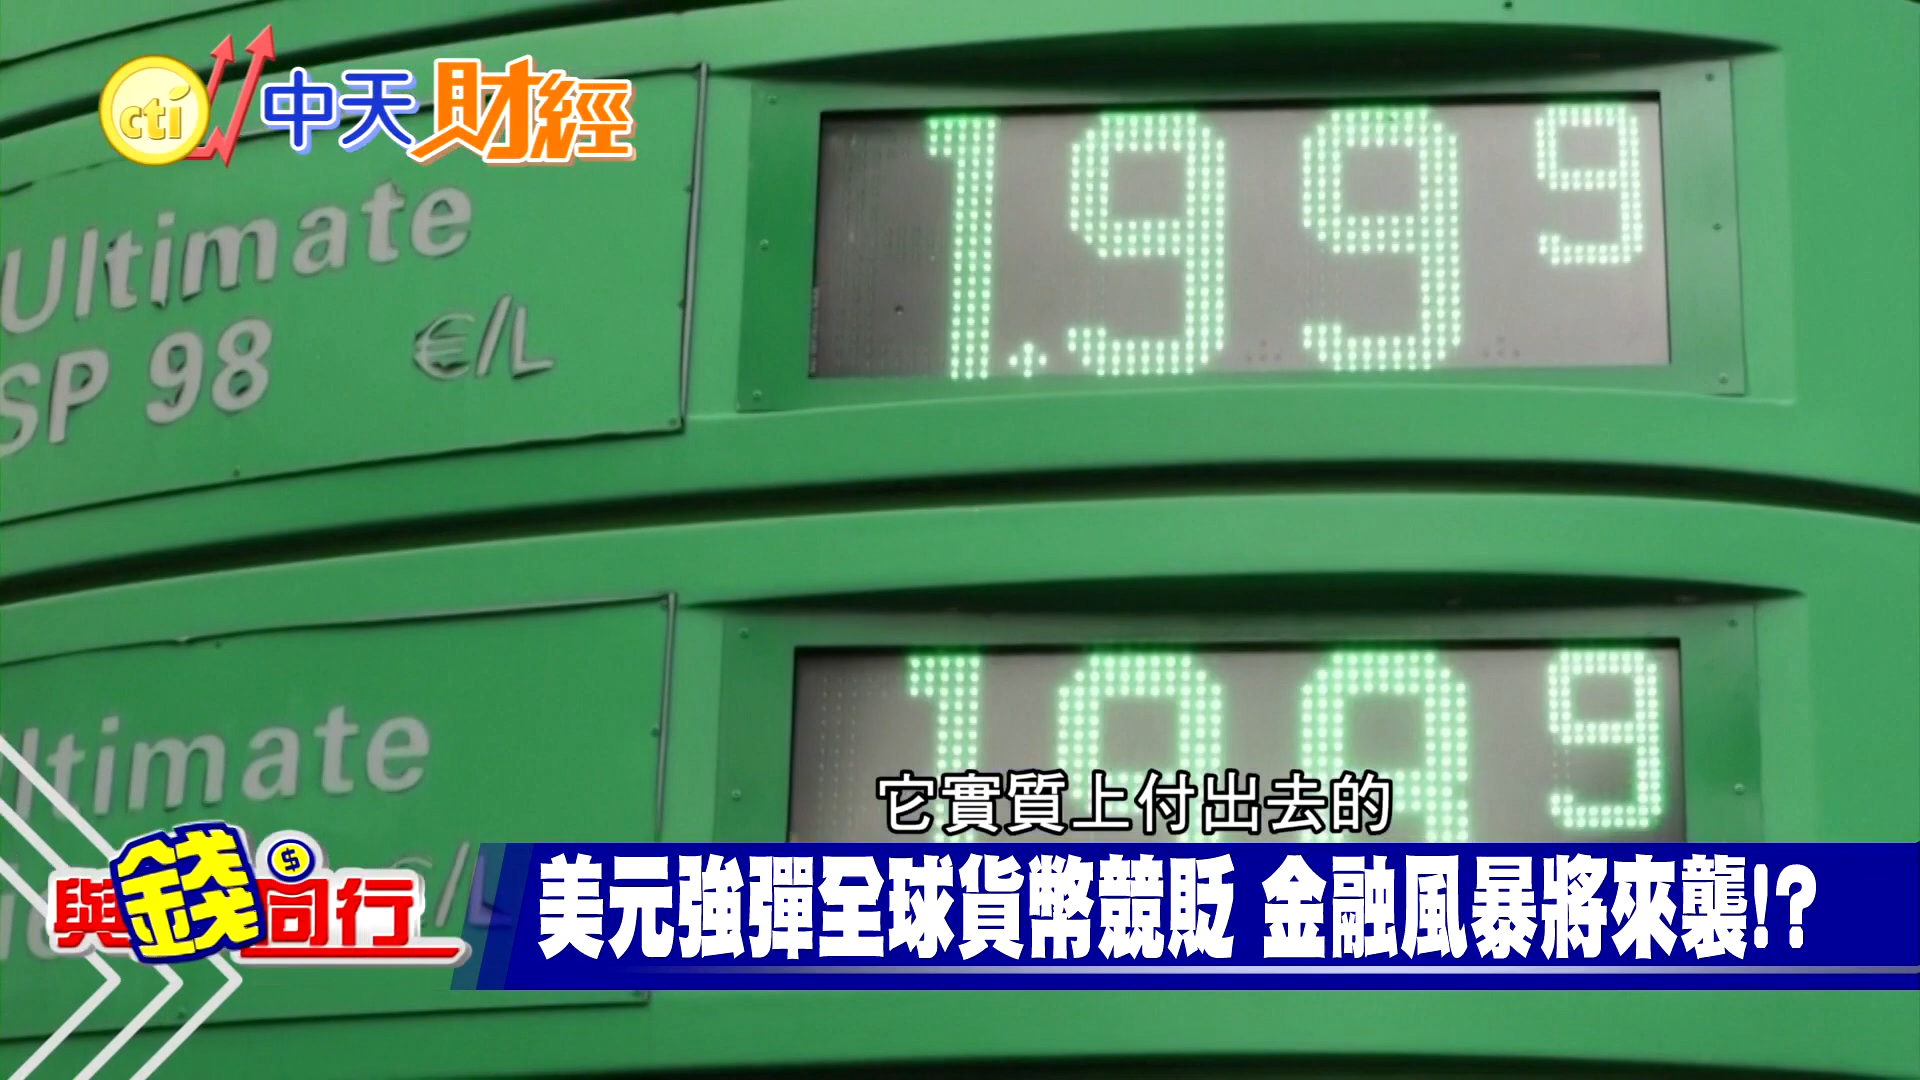 cti 中天財經
Ultimate
SP 98 €/L
1.999
ltimate
1.999
€/L
它實質上付出去的
與錢同行
美元強彈全球貨幣競貶 金融風暴將來襲!?